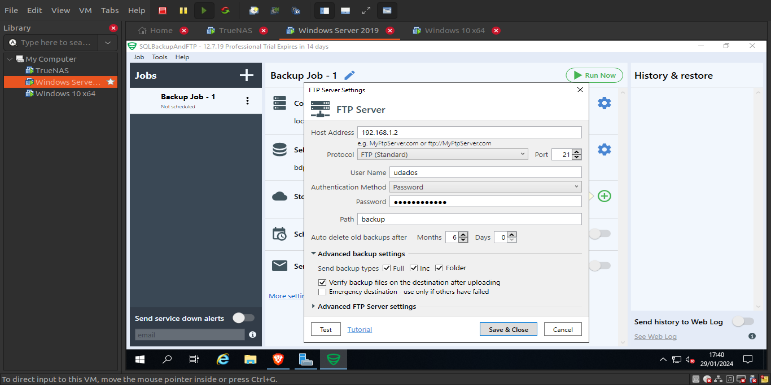 File Edit View VM Tabs Help
Library
Type here to sea...
My Computer
TrueNAS
Windows Serve...
Windows 10 x64
Home
TrueNAS
Windows Server 2019
Windows 10 x64
SQLBackupAndFTP - 12.7.19 Professional Trial Expires in 14 days
Job Tools Help
Jobs
Backup Job - 1
Not scheduled
Backup Job - 1
Run Now
History & restore
FTP Server Settings
FTP Server
Host Address 192.168.1.2
e.g. MyFtpServer.com or ftp://MyFtpServer.com
Protocol FTP (Standard) Port 21
User Name udados
Authentication Method Password
Password ●●●●●●●●●●●●
Path backup
Auto delete old backups after Months 6 Days 0
Advanced backup settings
Send backup types Full Inc Folder
Verify backup files on the destination after uploading
Emergency destination - use only if others have failed
Advanced FTP Server settings
Test Tutorial Save & Close Cancel
Co
loc
Sel
bdp
Sto
Sch
Sen
More settin
Send service down alerts
email
Send history to Web Log
See Web Log
17:40
29/01/2024
To direct input to this VM, move the mouse pointer inside or press Ctrl+G.